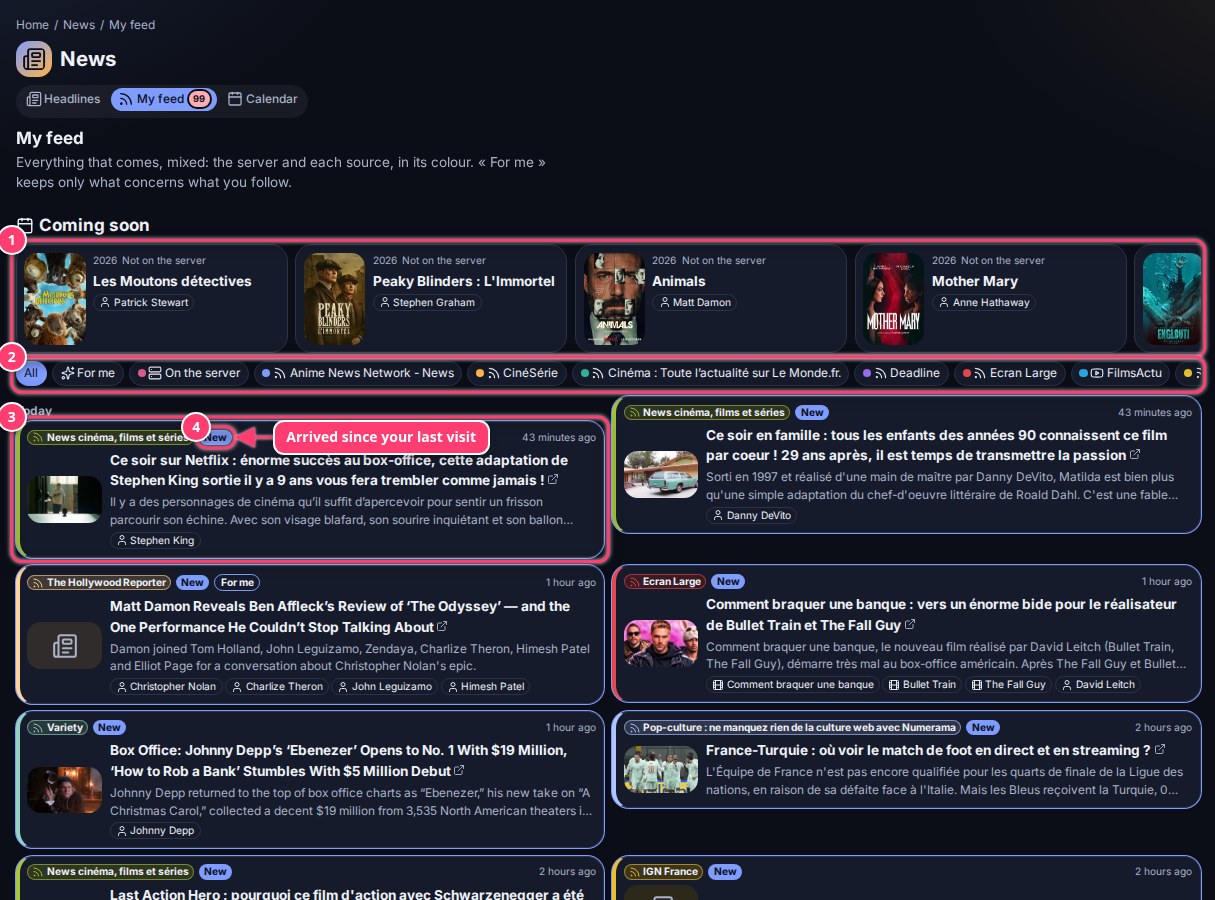 Home / News / My feed
News
Headlines
My feed 99
Calendar
My feed
Everything that comes, mixed: the server and each source, in its colour. « For me »
keeps only what concerns what you follow.
Coming soon
1
2026 Not on the server
Les Moutons détectives
Patrick Stewart
PEAKY
BLINDERS
2026 Not on the server
Peaky Blinders : L'Immortel
Stephen Graham
ANIMALS
2026 Not on the server
Animals
Matt Damon
MOTHER MARY
2026 Not on the server
Mother Mary
Anne Hathaway
ENGLOUTI
2
All
For me
On the server
Anime News Network - News
CinéSérie
Cinéma : Toute l'actualité sur Le Monde.fr.
Deadline
Ecran Large
FilmsActu
3
4
News cinéma, films et séries
New
Arrived since your last visit
43 minutes ago
Ce soir sur Netflix : énorme succès au box-office, cette adaptation de
Stephen King sortie il y a 9 ans vous fera trembler comme jamais !
Il y a des personnages de cinéma qu'il suffit d'apercevoir pour sentir un frisson
parcourir son échine. Avec son visage blafard, son sourire inquiétant et son ballon...
Stephen King
News cinéma, films et séries New 43 minutes ago
Ce soir en famille : tous les enfants des années 90 connaissent ce film
par coeur ! 29 ans après, il est temps de transmettre la passion
Sorti en 1997 et réalisé d'une main de maître par Danny DeVito, Matilda est bien plus
qu'une simple adaptation du chef-d'oeuvre littéraire de Roald Dahl. C'est une fable...
Danny DeVito
The Hollywood Reporter New For me 1 hour ago
Matt Damon Reveals Ben Affleck's Review of ‘The Odyssey’ — and the
One Performance He Couldn't Stop Talking About
Damon joined Tom Holland, John Leguizamo, Zendaya, Charlize Theron, Himesh Patel
and Elliot Page for a conversation about Christopher Nolan's epic.
Christopher Nolan Charlize Theron John Leguizamo Himesh Patel
Ecran Large New 1 hour ago
Comment braquer une banque : vers un énorme bide pour le réalisateur
de Bullet Train et The Fall Guy
Comment braquer une banque, le nouveau film réalisé par David Leitch (Bullet Train,
The Fall Guy), démarre très mal au box-office américain. Après The Fall Guy et Bullet...
Comment braquer une banque Bullet Train The Fall Guy David Leitch
Variety New 1 hour ago
Box Office: Johnny Depp's ‘Ebenezer’ Opens to No. 1 With $19 Million,
‘How to Rob a Bank’ Stumbles With $5 Million Debut
Johnny Depp returned to the top of box office charts as “Ebenezer,” his new take on “A
Christmas Carol,” collected a decent $19 million from 3,535 North American theaters i...
Johnny Depp
Pop-culture : ne manquez rien de la culture web avec Numerama New 2 hours ago
France-Turquie : où voir le match de foot en direct et en streaming ?
L'Équipe de France n'est pas encore qualifiée pour les quarts de finale de la Ligue des
nations, en raison de sa défaite face à l'Italie. Mais les Bleus reçoivent la Turquie, 0...
News cinéma, films et séries New 2 hours ago
Last Action Hero : pourquoi ce film d'action avec Schwarzenegger a été
IGN France New 2 hours ago